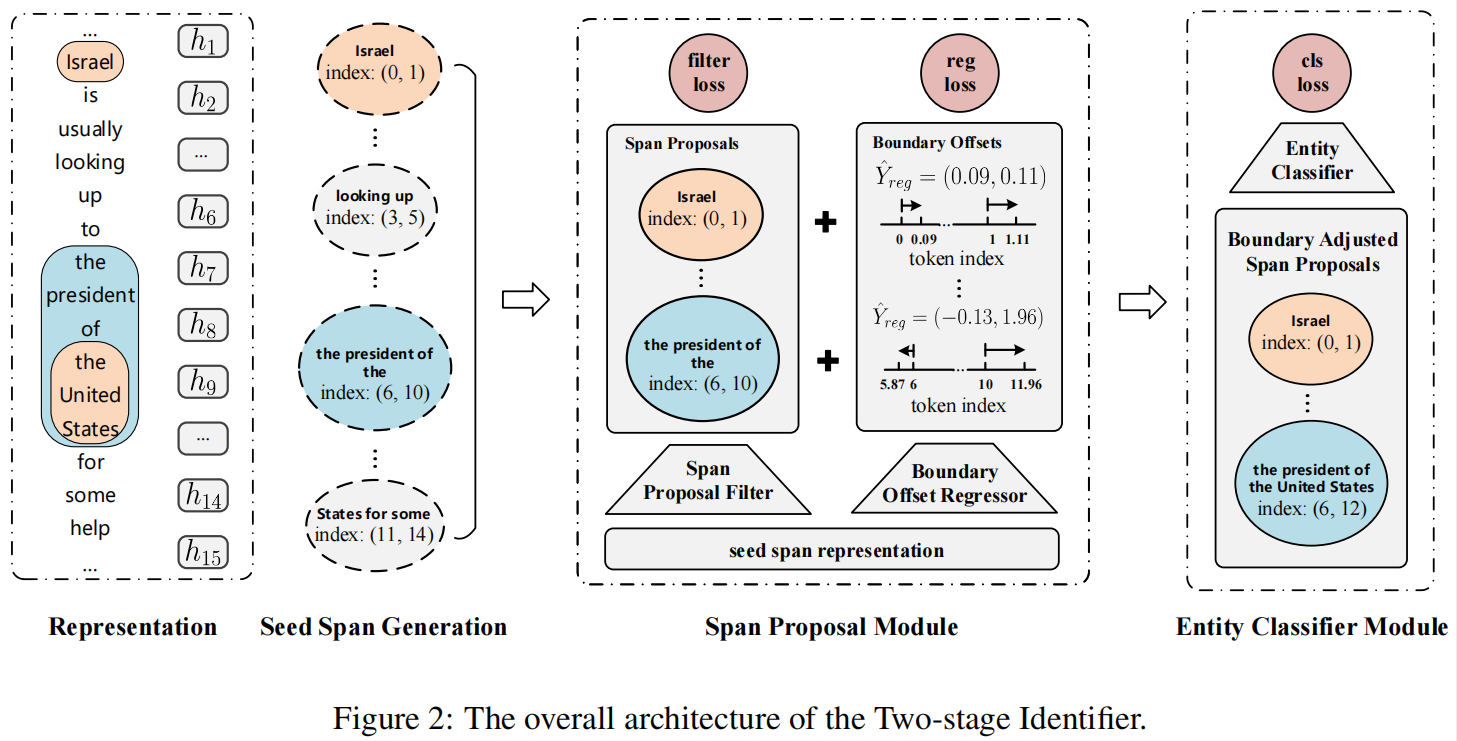 ...
Israel
is
usually
looking
up
to
the
president
of
the
United
States
for
some
help
...
h1
h2
...
h6
h7
h8
h9
...
h14
h15
Representation
Israel
index: (0, 1)
looking up
index: (3, 5)
the president of
the
index: (6, 10)
States for some
index: (11, 14)
Seed Span Generation
filter
loss
Span Proposals
Israel
index: (0, 1)
the president of
the
index: (6, 10)
Span
Proposal Filter
+
+
reg
loss
Boundary Offsets
Ŷreg = (0.09, 0.11)
0 0.09 ... 1 1.11
token index
Ŷreg = (−0.13, 1.96)
5.87 6 ... 10 11.96
token index
Boundary
Offset Regressor
seed span representation
Span Proposal Module
cls
loss
Entity
Classifier
Boundary Adjusted
Span Proposals
Israel
index: (0, 1)
the president of
the United States
index: (6, 12)
Entity Classifier Module
Figure 2: The overall architecture of the Two-stage Identifier.